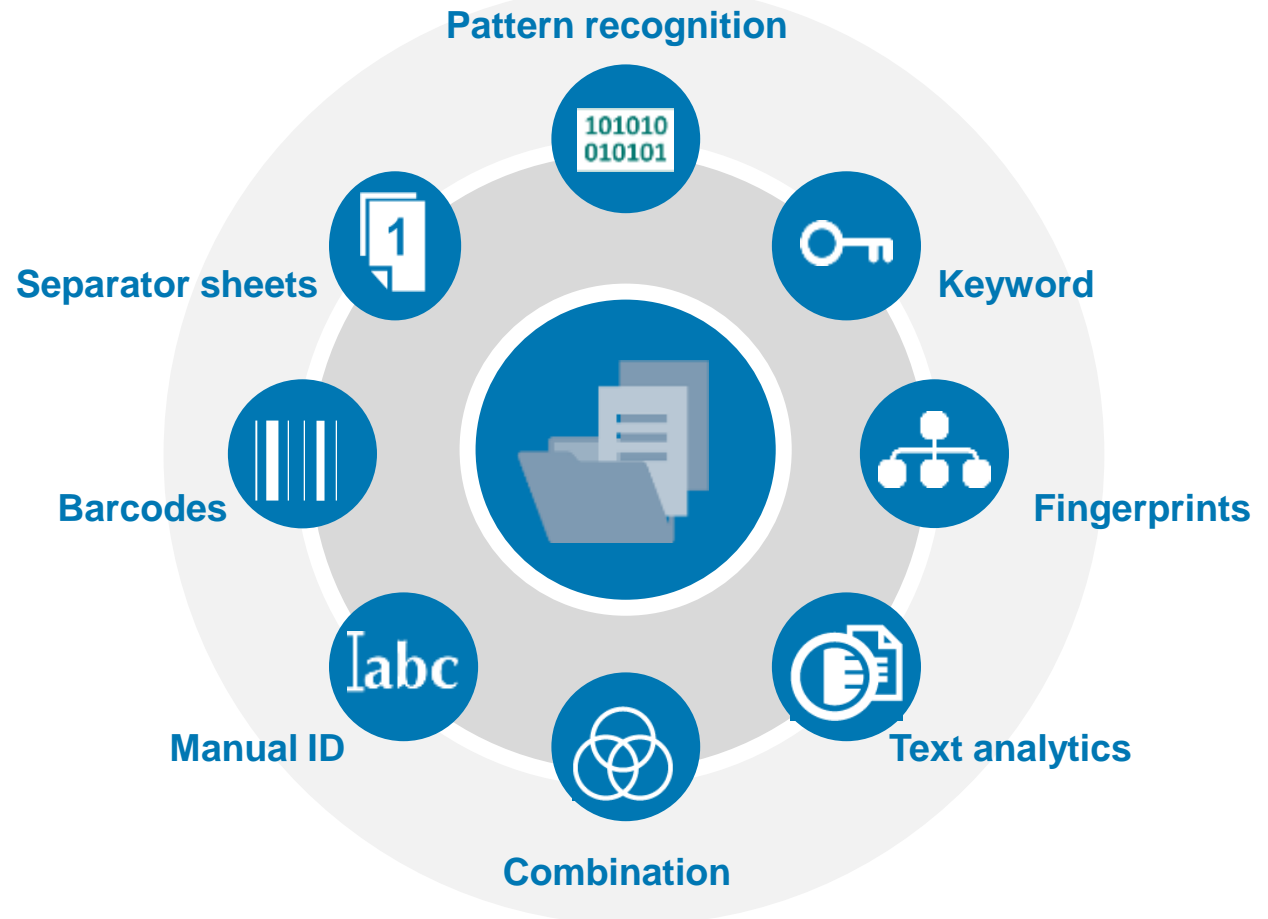 Pattern recognition
101010
010101
1
Separator sheets
Keyword
Barcodes
Fingerprints
Iabc
Manual ID
Text analytics
Combination